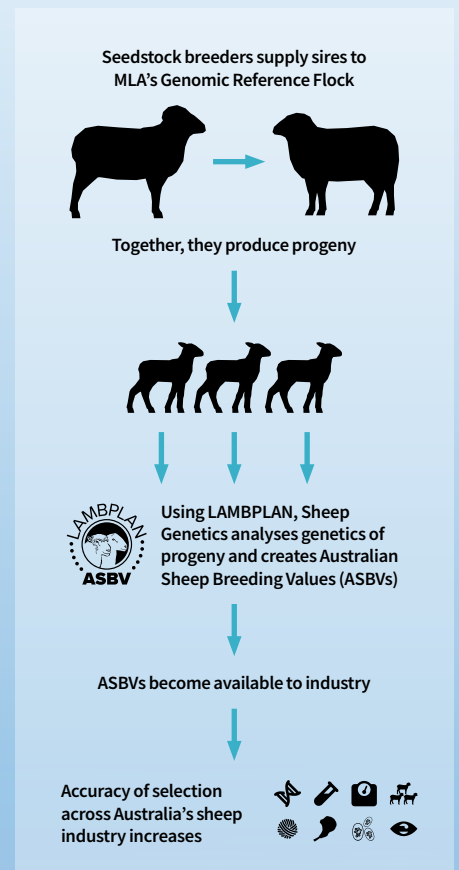 Seedstock breeders supply sires to
MLA’s Genomic Reference Flock
Together, they produce progeny
LAMBPLAN
ASBV
Using LAMBPLAN, Sheep
Genetics analyses genetics of
progeny and creates Australian
Sheep Breeding Values (ASBVs)
ASBVs become available to industry
Accuracy of selection
across Australia’s sheep
industry increases